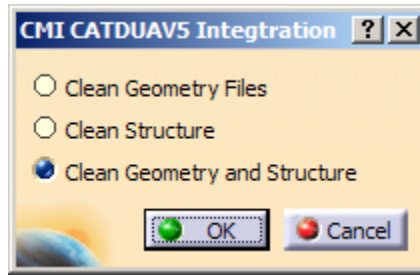 CMI CATDUAV5 Integtration ? X
Clean Geometry Files
Clean Structure
Clean Geometry and Structure
OK Cancel